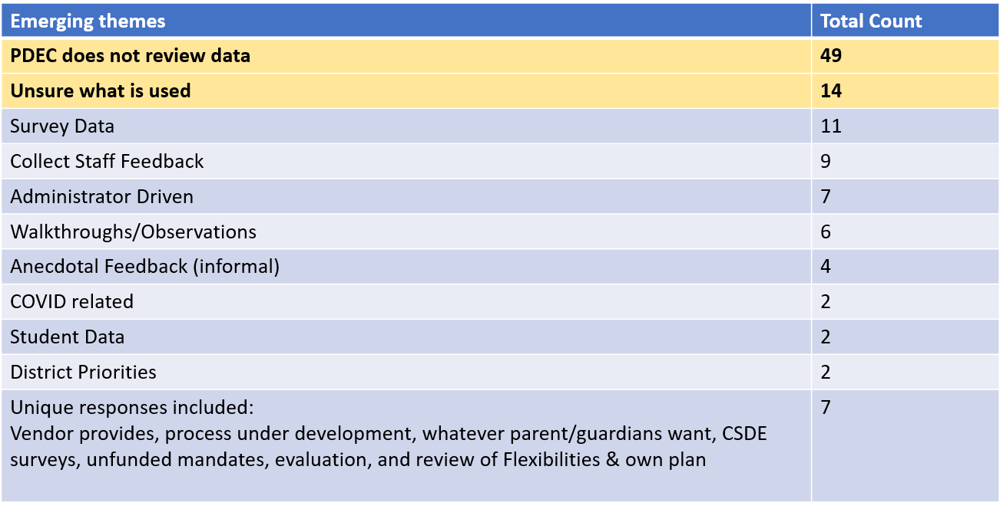 Emerging themes Total Count
PDEC does not review data 49
Unsure what is used 14
Survey Data 11
Collect Staff Feedback 9
Administrator Driven 7
Walkthroughs/Observations 6
Anecdotal Feedback (informal) 4
COVID related 2
Student Data 2
District Priorities 2
Unique responses included: 7
Vendor provides, process under development, whatever parent/guardians want, CSDE
surveys, unfunded mandates, evaluation, and review of Flexibilities & own plan